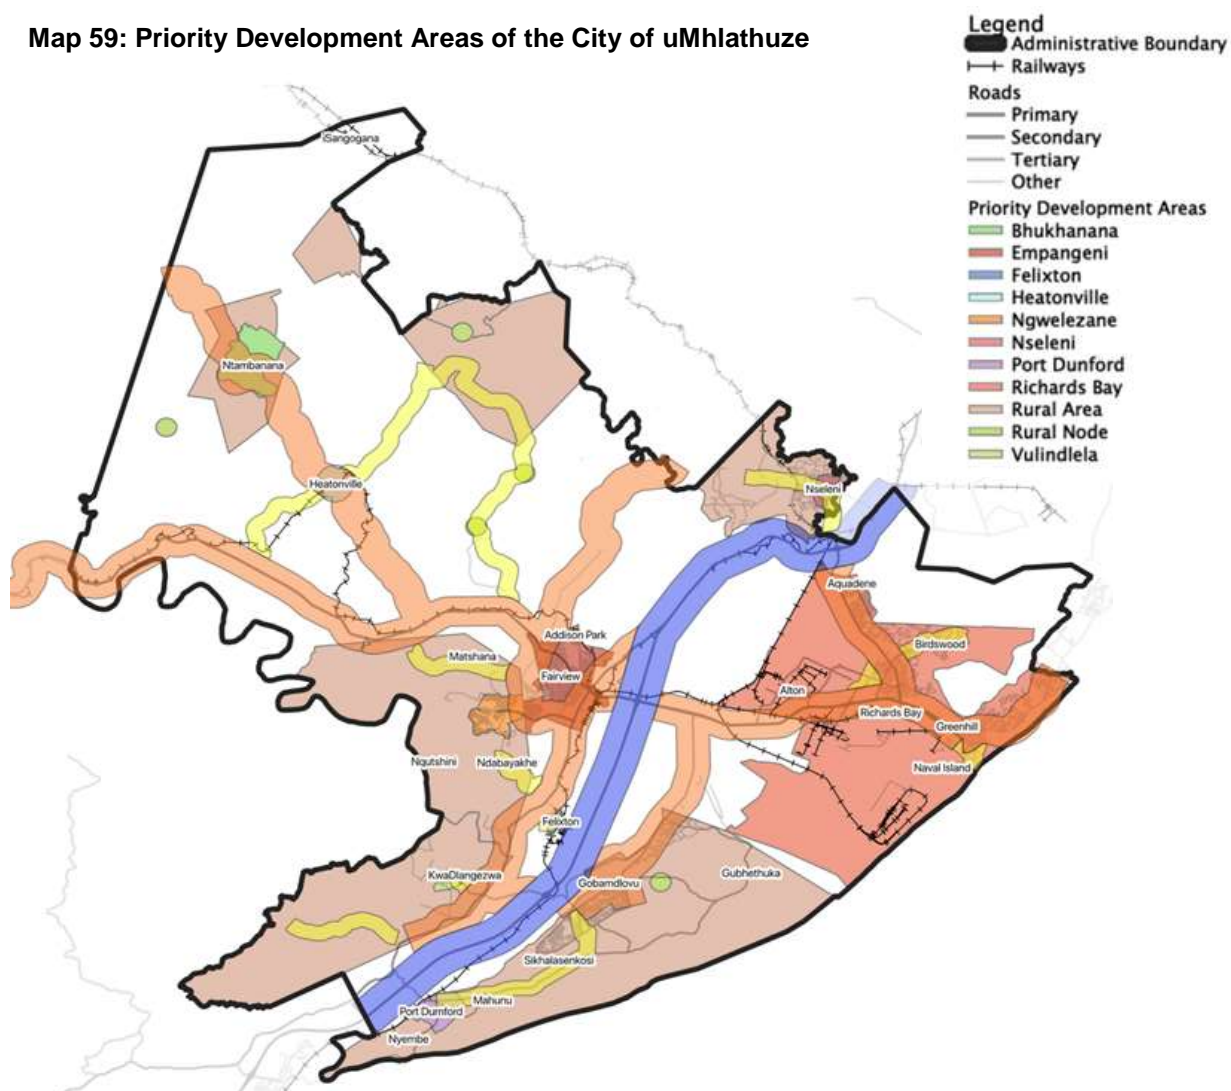 Map 59: Priority Development Areas of the City of uMhlathuze
Legend
Administrative Boundary
Railways
Roads
Primary
Secondary
Tertiary
Other
Priority Development Areas
Bhukhanana
Empangeni
Felixton
Heatonville
Ngwelezane
Nseleni
Port Dunford
Richards Bay
Rural Area
Rural Node
Vulindlela
iSangogana
Ntambanana
Heatonville
Nseleni
Aquadene
Addison Park
Birdswood
Matshana
Fairview
Alton
Richards Bay
Greenhill
Nqutshini
Ndabayakhe
Naval Island
Felixton
KwaDlangezwa
Gobamdlovu
Gubhethuka
Sikhalasenkosi
Mahunu
Port Durnford
Nyembe